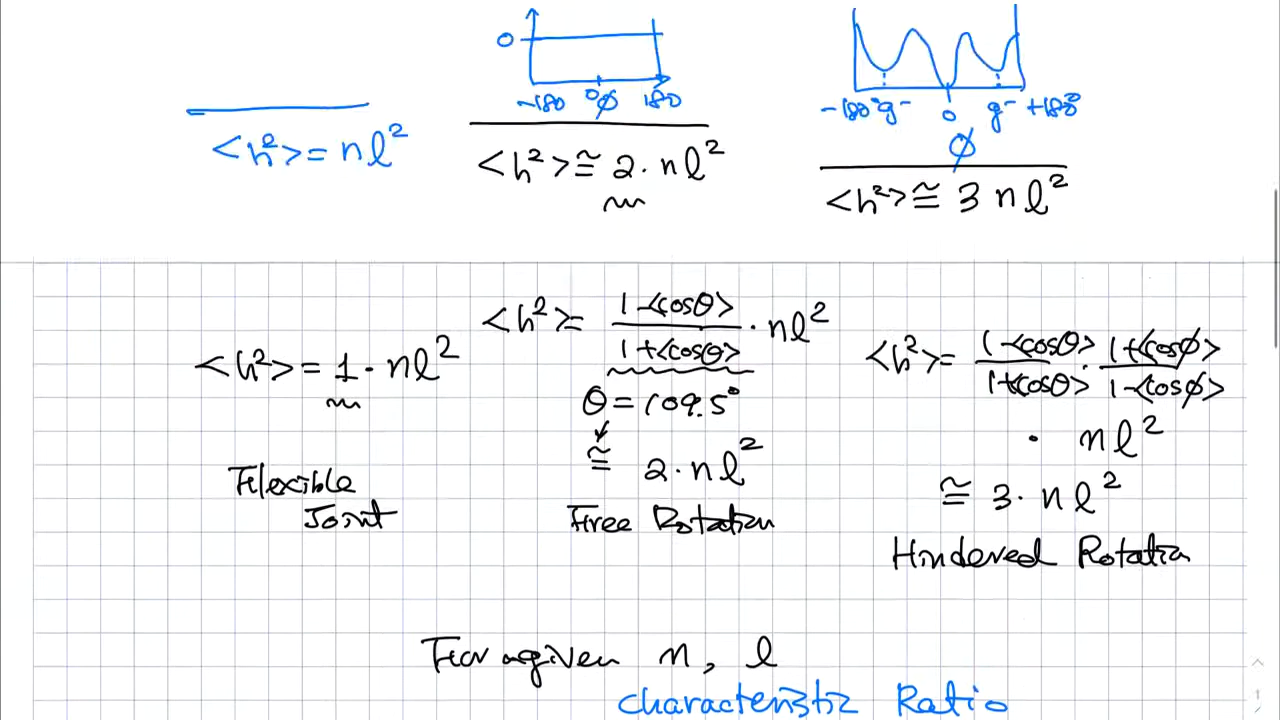 0
-180 0 ϕ 180
-180° g⁻ 0 g⁻ +180°
ϕ
<h²> = nl²
<h²> ≅ 2·nl²
<h²> ≅ 3 nl²
<h²> = 1·nl²
Flexible
Joint
<h²> = (1-<cosθ>)/(1+<cosθ>) · nl²
θ = 109.5°
≅ 2·nl²
Free Rotation
<h²> = (1-<cosθ>)/(1+<cosθ>) · (1+<cosϕ>)/(1-<cosϕ>)
· nl²
≅ 3·nl²
Hindered Rotation
For a given n, l
Characteristic Ratio